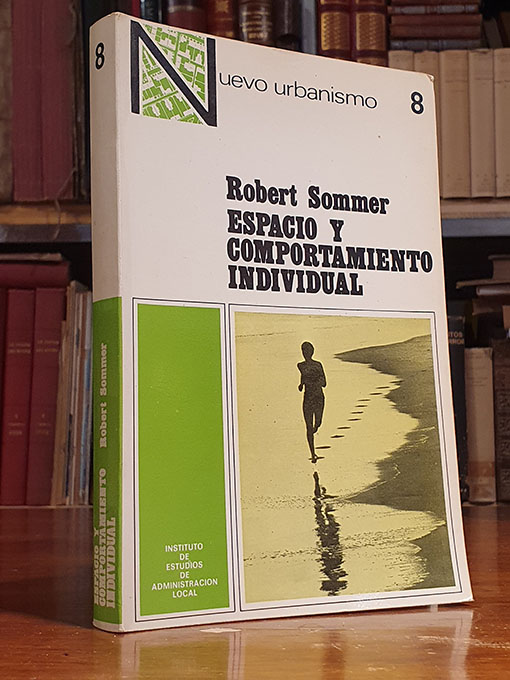 8
Nuevo urbanismo 8
Robert Sommer
ESPACIO Y
COMPORTAMIENTO
INDIVIDUAL
INSTITUTO
DE
ESTUDIOS
DE
ADMINISTRACION
LOCAL
ESPACIO Y
COMPORTAMIENTO
INDIVIDUAL
Robert Sommer